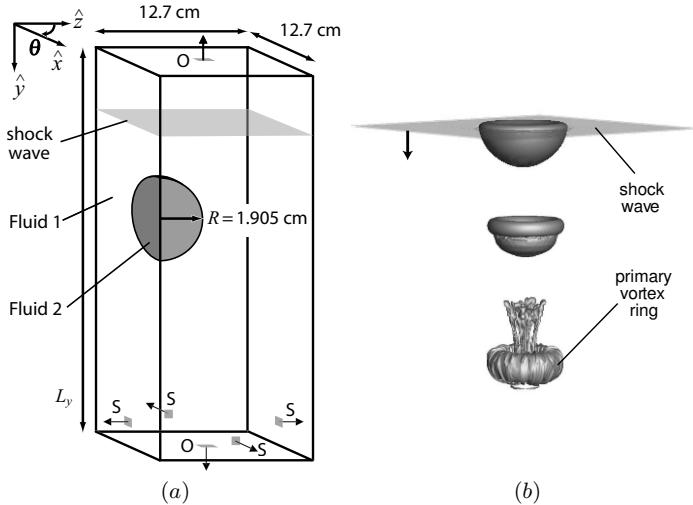 12.7 cm
12.7 cm
ẑ
θ
x̂
ŷ
O
shock
wave
Fluid 1
R = 1.905 cm
Fluid 2
L_y
S
S
S
S
O
(a)
shock
wave
primary
vortex
ring
(b)